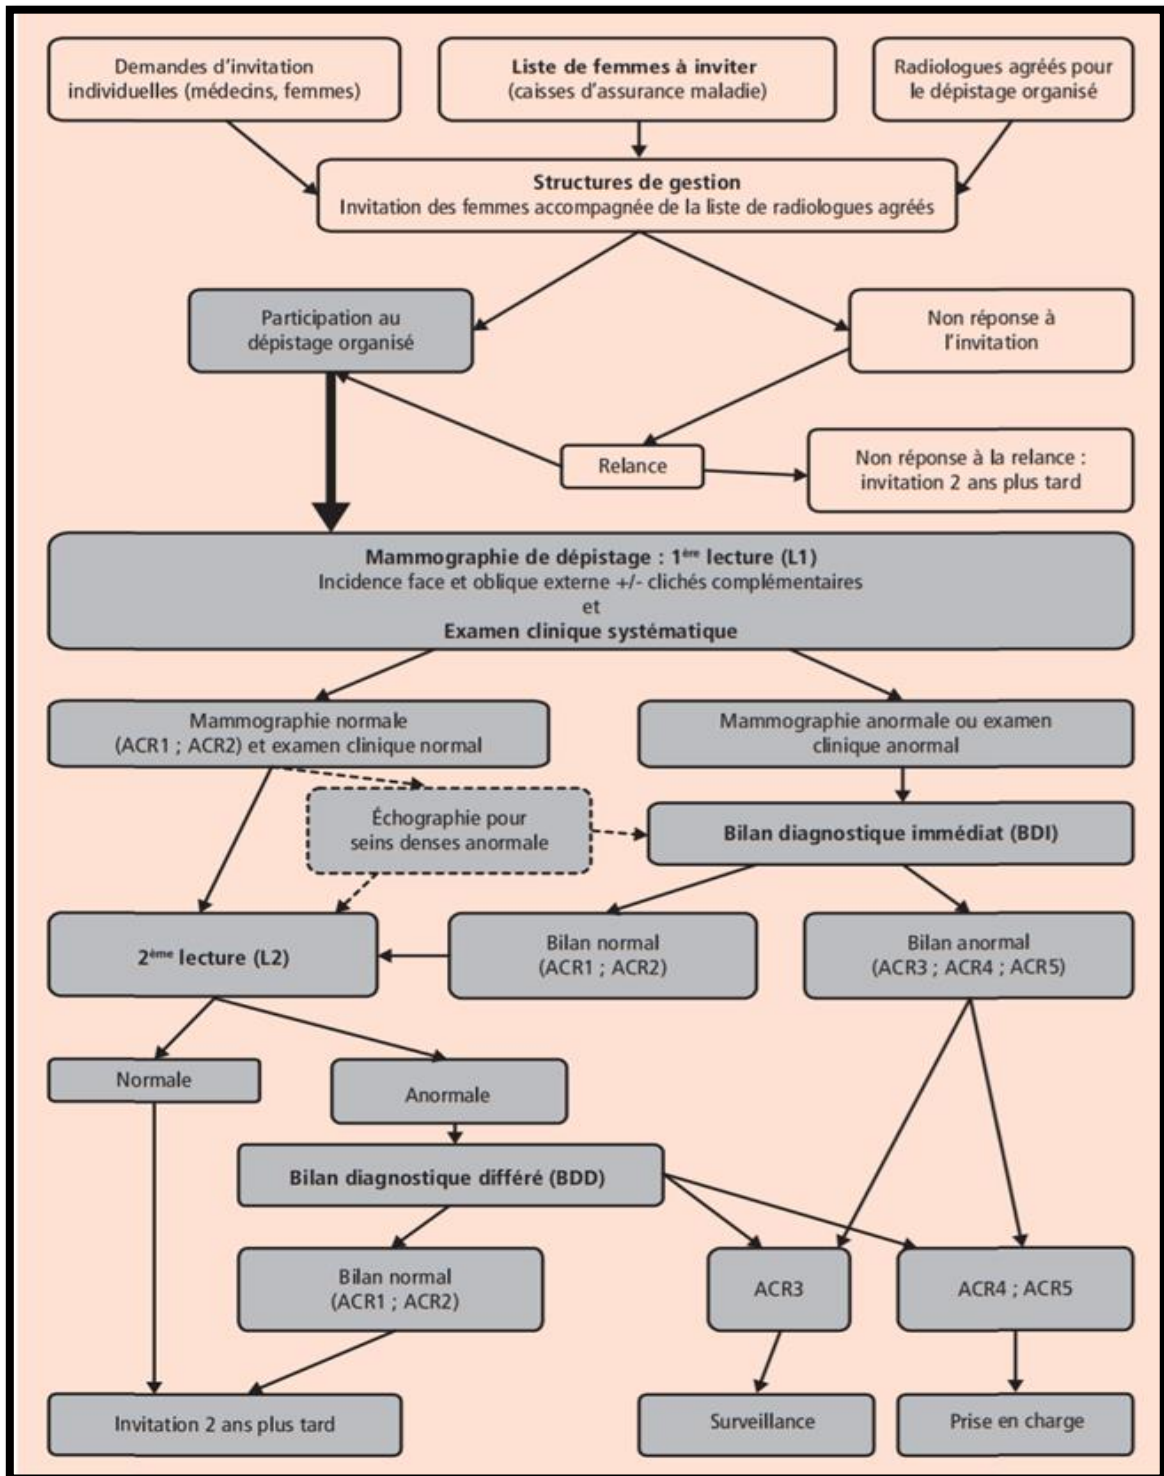 Demandes d'invitation
individuelles (médecins, femmes)
Liste de femmes à inviter
(caisses d'assurance maladie)
Radiologues agréés pour
le dépistage organisé
Structures de gestion
Invitation des femmes accompagnée de la liste de radiologues agréés
Participation au
dépistage organisé
Non réponse à
l'invitation
Relance
Non réponse à la relance :
invitation 2 ans plus tard
Mammographie de dépistage : 1ère lecture (L1)
Incidence face et oblique externe +/- clichés complémentaires
et
Examen clinique systématique
Mammographie normale
(ACR1 ; ACR2) et examen clinique normal
Mammographie anormale ou examen
clinique anormal
Échographie pour
seins denses anormale
Bilan diagnostique immédiat (BDI)
2ème lecture (L2)
Bilan normal
(ACR1 ; ACR2)
Bilan anormal
(ACR3 ; ACR4 ; ACR5)
Normale
Anormale
Bilan diagnostique différé (BDD)
Bilan normal
(ACR1 ; ACR2)
ACR3
ACR4 ; ACR5
Invitation 2 ans plus tard
Surveillance
Prise en charge